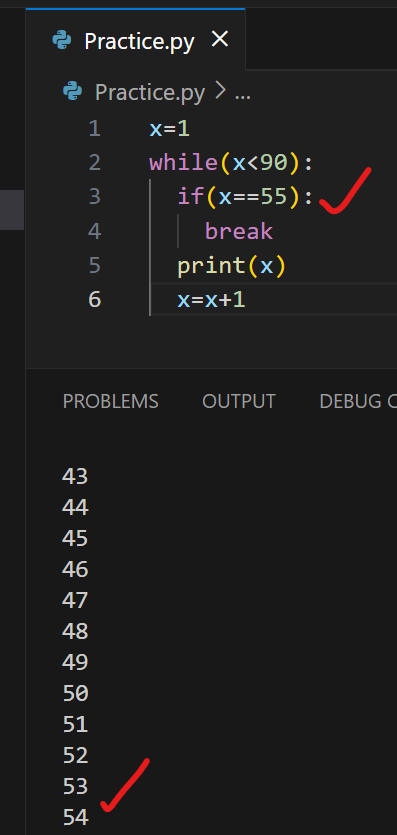 Practice.py ×
Practice.py > ...
1 x=1
2 while(x<90):
3 if(x==55):
4 break
5 print(x)
6 x=x+1
PROBLEMS OUTPUT DEBUG C
43
44
45
46
47
48
49
50
51
52
53
54